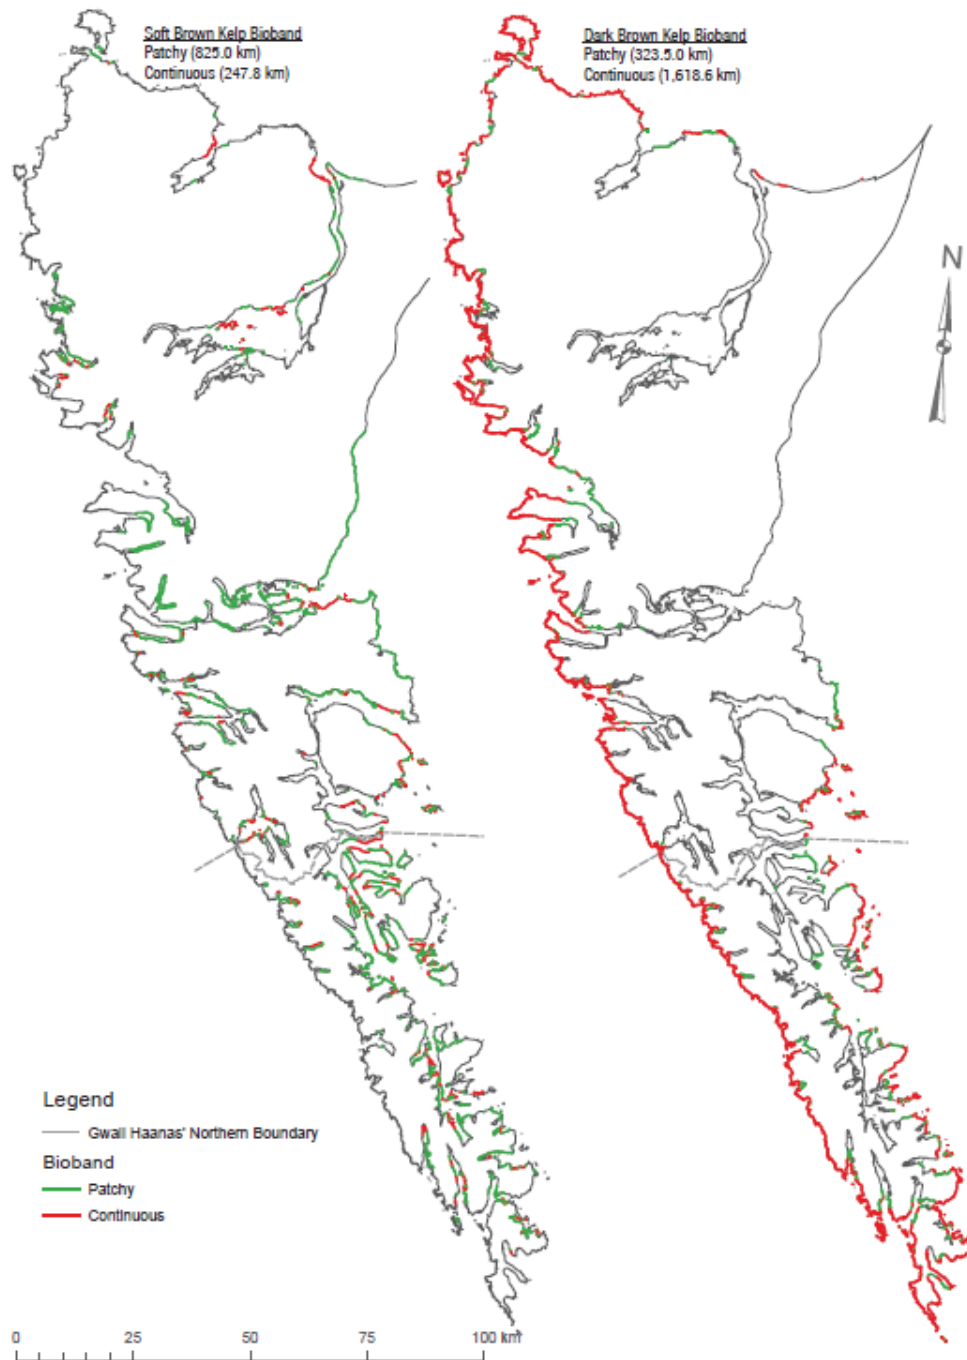 Soft Brown Kelp Bioband
Patchy (825.0 km)
Continuous (247.8 km)
Dark Brown Kelp Bioband
Patchy (323.5.0 km)
Continuous (1,618.6 km)
N
Legend
Gwaii Haanas' Northern Boundary
Bioband
Patchy
Continuous
0 25 50 75 100 km